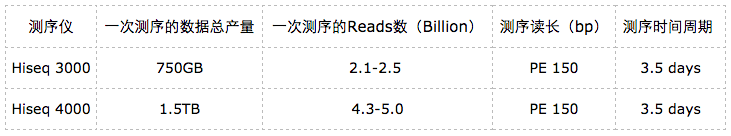 测序仪 一次测序的数据总产量 一次测序的Reads数（Billion） 测序读长（bp） 测序时间周期
Hiseq 3000 750GB 2.1-2.5 PE 150 3.5 days
Hiseq 4000 1.5TB 4.3-5.0 PE 150 3.5 days